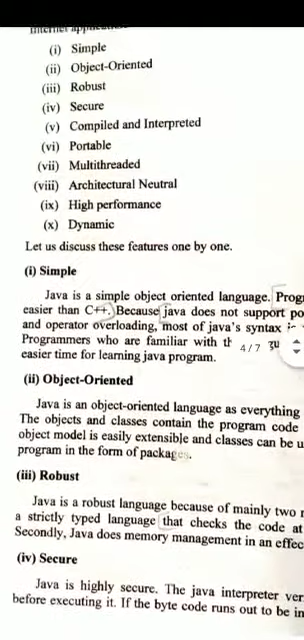 (i) Simple
(ii) Object-Oriented
(iii) Robust
(iv) Secure
(v) Compiled and Interpreted
(vi) Portable
(vii) Multithreaded
(viii) Architectural Neutral
(ix) High performance
(x) Dynamic
Let us discuss these features one by one.
(i) Simple
Java is a simple object oriented language. Prog
easier than C++. Because java does not support po
and operator overloading, most of java's syntax
Programmers who are familiar with
4/7
easier time for learning java program.
(ii) Object-Oriented
Java is an object-oriented language as everything
The objects and classes contain the program code
object model is easily extensible and classes can be u
program in the form of packages.
(iii) Robust
Java is a robust language because of mainly two
a strictly typed language that checks the code at
Secondly, Java does memory management in an effec
(iv) Secure
Java is highly secure. The java interpreter ver
before executing it. If the byte code runs out to be in